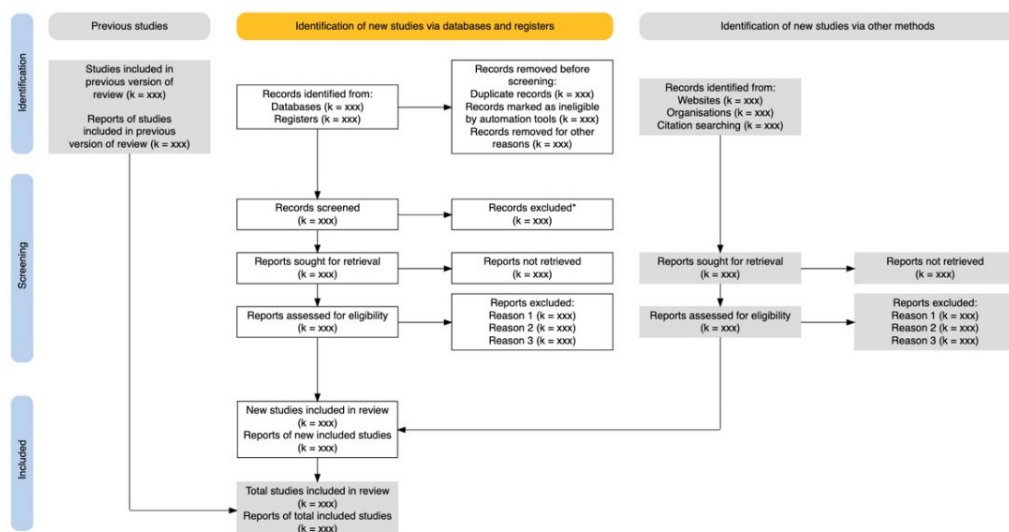 Previous studies
Identification of new studies via databases and registers
Identification of new studies via other methods
Identification
Studies included in
previous version of
review (k = xxx)
Reports of studies
included in previous
version of review (k = xxx)
Records identified from:
Databases (k = xxx)
Registers (k = xxx)
Records removed before
screening:
Duplicate records (k = xxx)
Records marked as ineligible
by automation tools (k = xxx)
Records removed for other
reasons (k = xxx)
Records identified from:
Websites (k = xxx)
Organisations (k = xxx)
Citation searching (k = xxx)
Screening
Records screened
(k = xxx)
Records excluded*
(k = xxx)
Reports sought for retrieval
(k = xxx)
Reports not retrieved
(k = xxx)
Reports sought for retrieval
(k = xxx)
Reports not retrieved
(k = xxx)
Reports assessed for eligibility
(k = xxx)
Reports excluded:
Reason 1 (k = xxx)
Reason 2 (k = xxx)
Reason 3 (k = xxx)
Reports assessed for eligibility
(k = xxx)
Reports excluded:
Reason 1 (k = xxx)
Reason 2 (k = xxx)
Reason 3 (k = xxx)
Included
New studies included in review
(k = xxx)
Reports of new included studies
(k = xxx)
Total studies included in review
(k = xxx)
Reports of total included studies
(k = xxx)